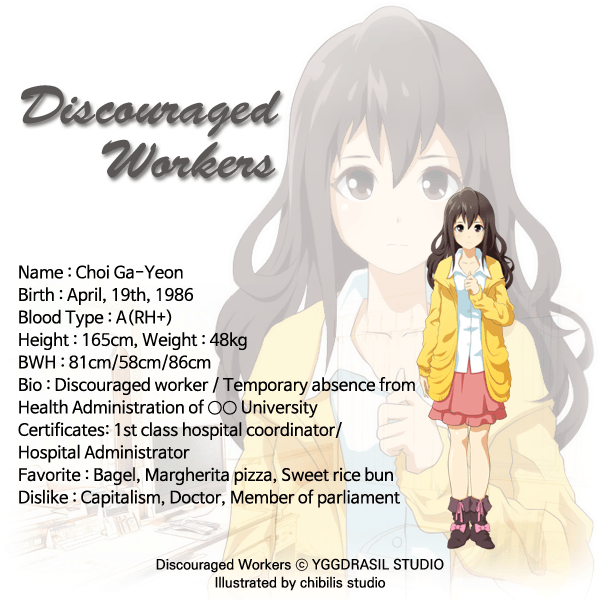 Discouraged
Workers
Name : Choi Ga-Yeon
Birth : April, 19th, 1986
Blood Type : A(RH+)
Height : 165cm, Weight : 48kg
BWH : 81cm/58cm/86cm
Bio : Discouraged worker / Temporary absence from
Health Administration of ○○ University
Certificates: 1st class hospital coordinator/
Hospital Administrator
Favorite : Bagel, Margherita pizza, Sweet rice bun
Dislike : Capitalism, Doctor, Member of parliament
Discouraged Workers ⓒ YGGDRASIL STUDIO
Illustrated by chibilis studio